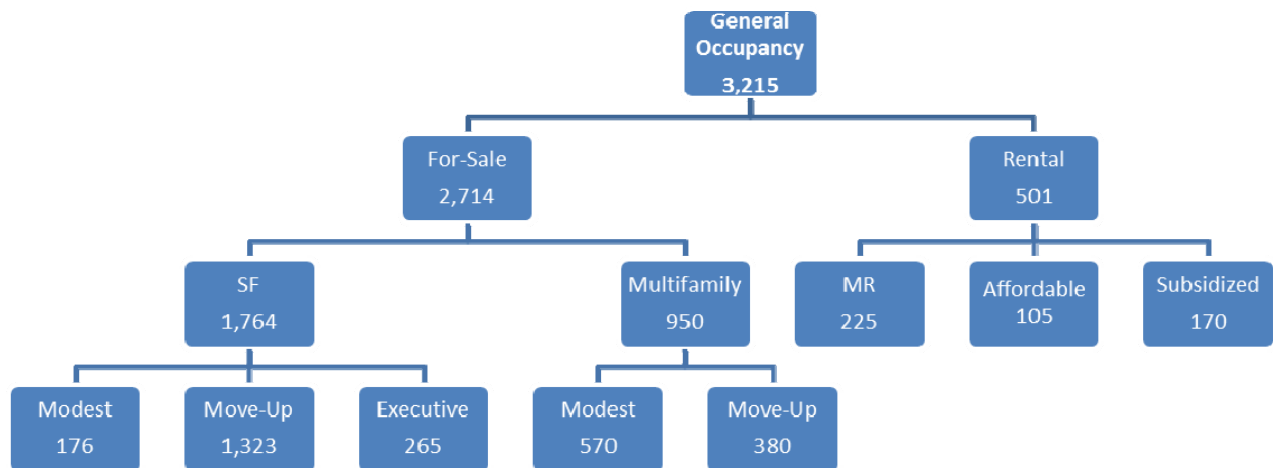 General
Occupancy
3,215
For-Sale
2,714
Rental
501
SF
1,764
Multifamily
950
MR
225
Affordable
105
Subsidized
170
Modest
176
Move-Up
1,323
Executive
265
Modest
570
Move-Up
380